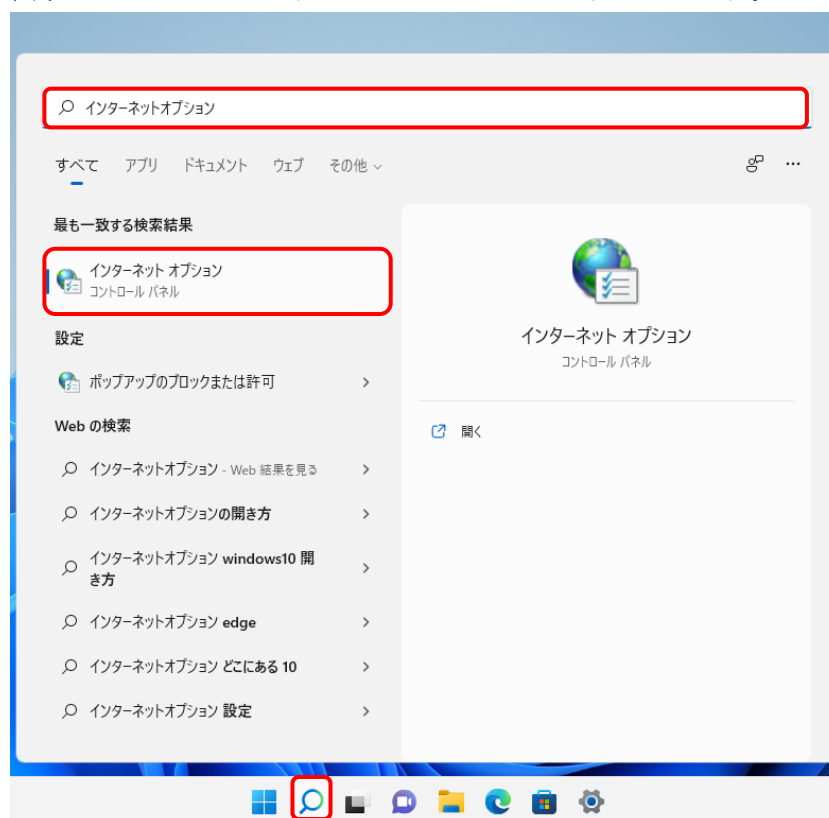 インターネットオプション
すべて アプリ ドキュメント ウェブ その他
最も一致する検索結果
インターネット オプション
コントロール パネル
設定
ポップアップのブロックまたは許可
Web の検索
インターネットオプション - Web 結果を見る
インターネットオプションの開き方
インターネットオプション windows10 開
き方
インターネットオプション edge
インターネットオプション どこにある 10
インターネットオプション 設定
インターネット オプション
コントロール パネル
開く